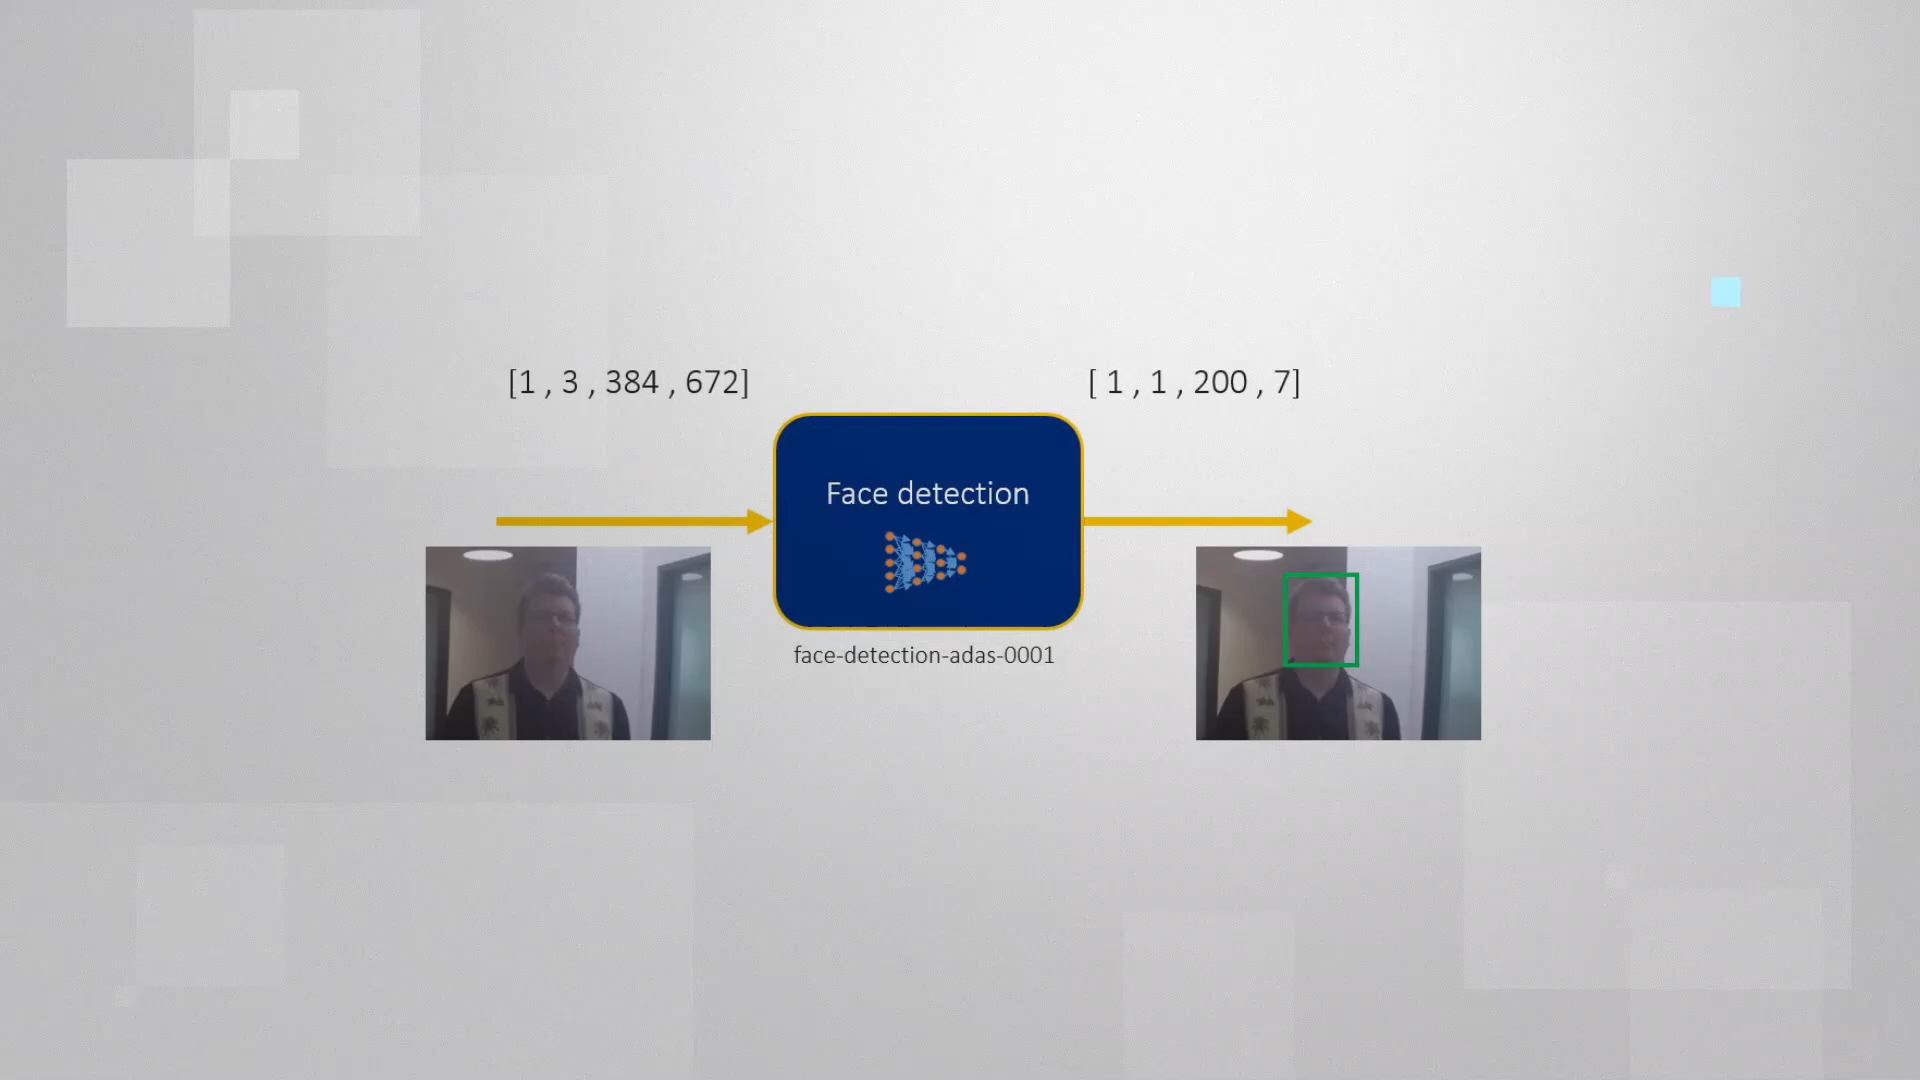 [1 , 3 , 384 , 672]
[ 1 , 1 , 200 , 7]
Face detection
face-detection-adas-0001